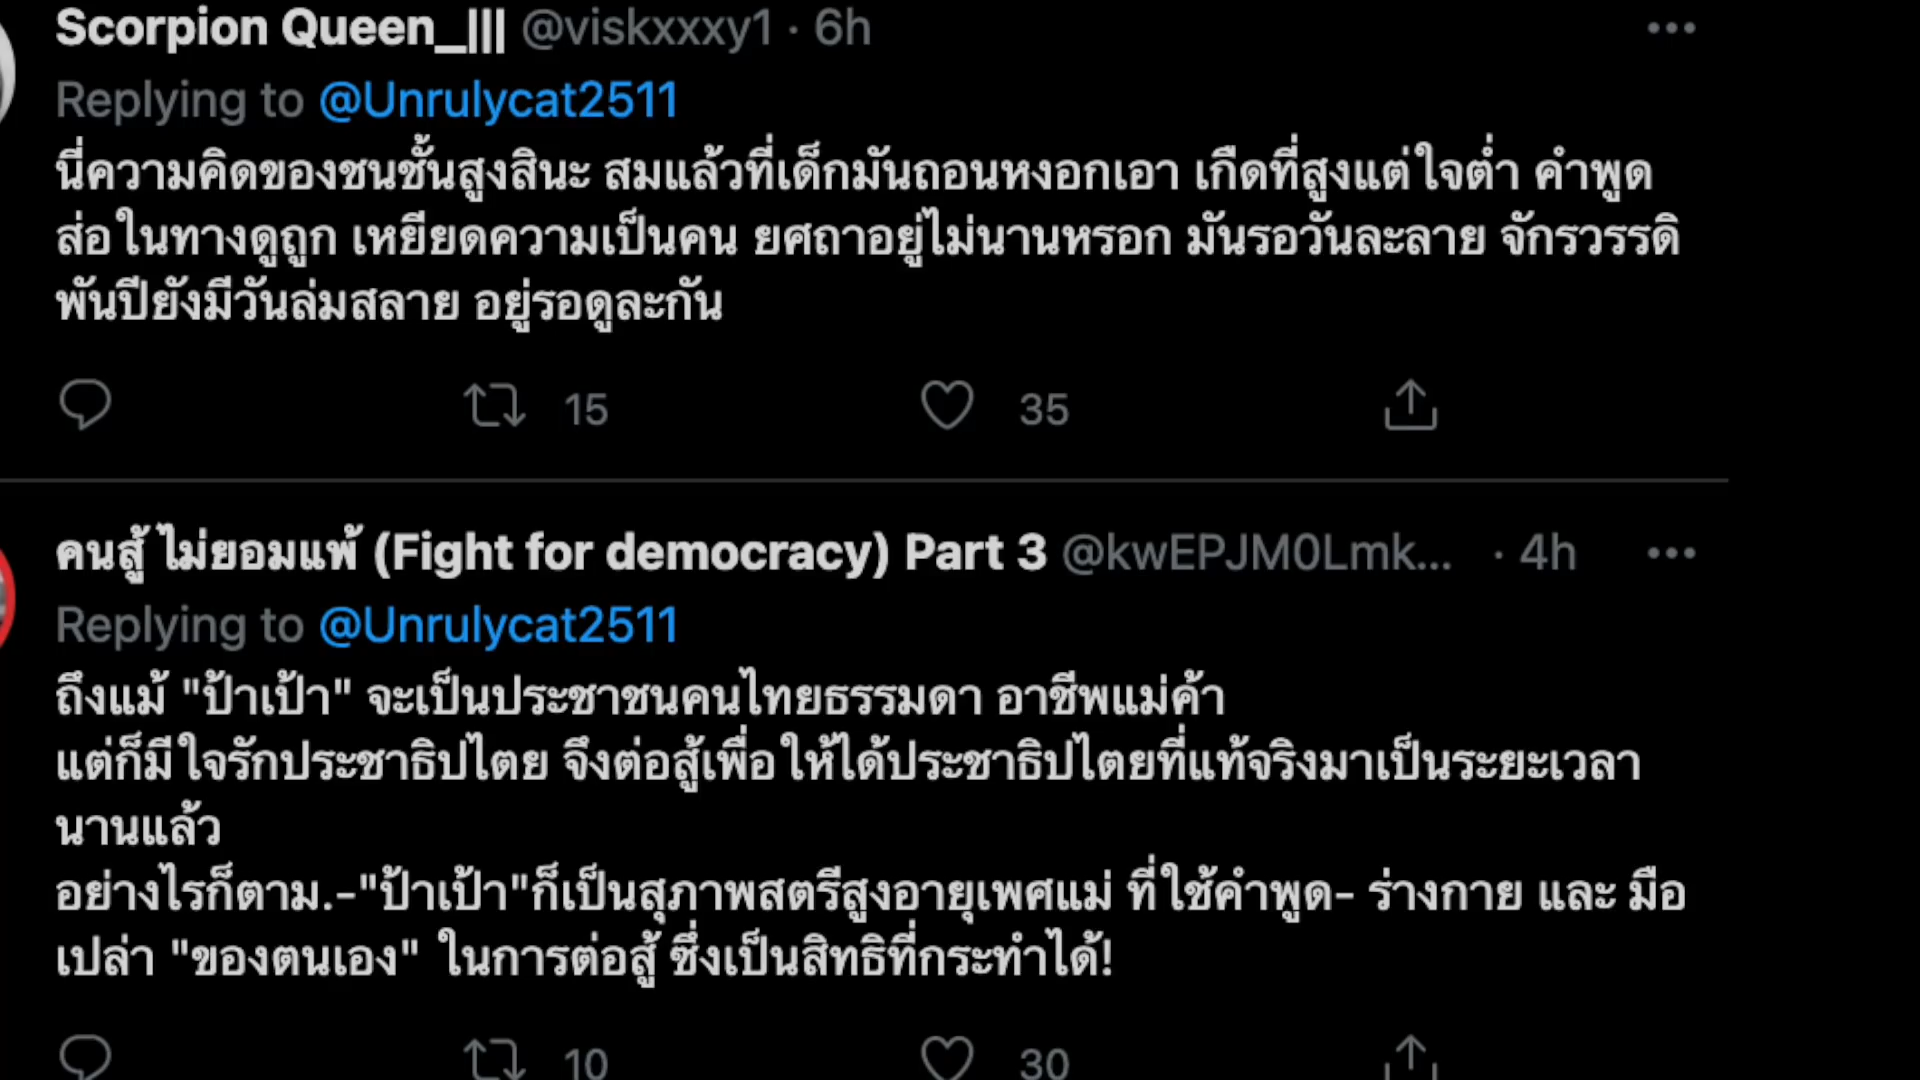 Scorpion Queen_||| @viskxxxy1 · 6h
Replying to @Unrulycat2511
นี่ความคิดของชนชั้นสูงสินะ สมแล้วที่เด็กมันถอนหงอกเอา เกิดที่สูงแต่ใจต่ำ คำพูด
ส่อในทางดูถูก เหยียดความเป็นคน ยศถาอยู่ไม่นานหรอก มันรอวันละลาย จักรวรรดิ
พันปียังมีวันล่มสลาย อยู่รอดูละกัน
15 35
คนสู้ ไม่ยอมแพ้ (Fight for democracy) Part 3 @kwEPJM0Lmk... · 4h
Replying to @Unrulycat2511
ถึงแม้ "ป้าเป้า" จะเป็นประชาชนคนไทยธรรมดา อาชีพแม่ค้า
แต่ก็มีใจรักประชาธิปไตย จึงต่อสู้เพื่อให้ได้ประชาธิปไตยที่แท้จริงมาเป็นระยะเวลา
นานแล้ว
อย่างไรก็ตาม.-"ป้าเป้า"ก็เป็นสุภาพสตรีสูงอายุเพศแม่ ที่ใช้คำพูด- ร่างกาย และ มือ
เปล่า "ของตนเอง" ในการต่อสู้ ซึ่งเป็นสิทธิที่กระทำได้!
10 30